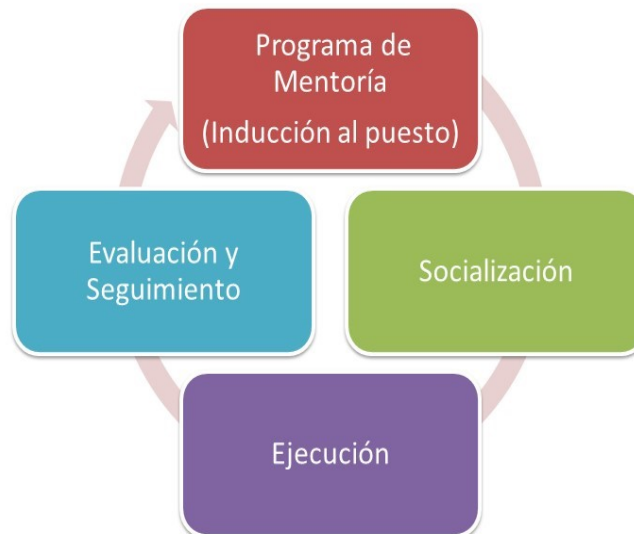 Programa de
Mentoría
(Inducción al puesto)
Evaluación y
Seguimiento
Socialización
Ejecución